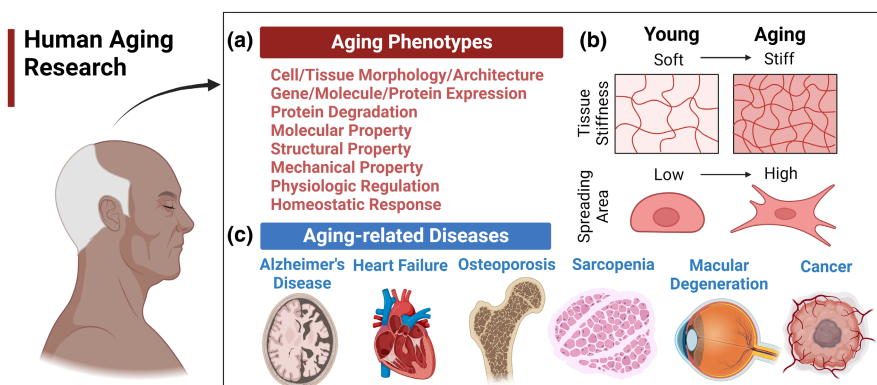 Human Aging
Research
(a)
Aging Phenotypes
Cell/Tissue Morphology/Architecture
Gene/Molecule/Protein Expression
Protein Degradation
Molecular Property
Structural Property
Mechanical Property
Physiologic Regulation
Homeostatic Response
(b)
Young
Aging
Soft
Stiff
Tissue
Stiffness
Low
High
Spreading
Area
(c)
Aging-related Diseases
Alzheimer's
Disease
Heart Failure
Osteoporosis
Sarcopenia
Macular
Degeneration
Cancer